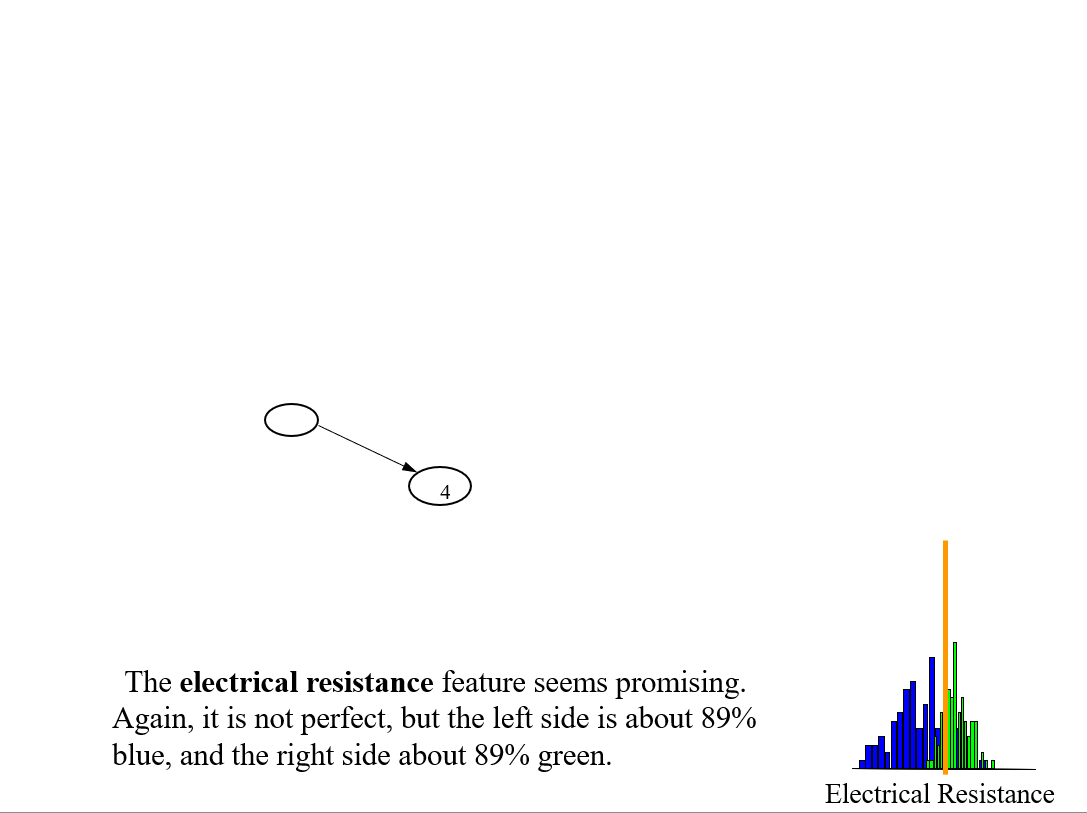 4
The electrical resistance feature seems promising.
Again, it is not perfect, but the left side is about 89%
blue, and the right side about 89% green.
Electrical Resistance